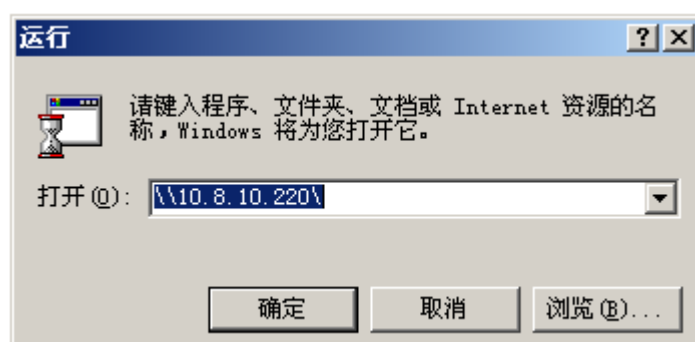 运行
请键入程序、文件夹、文档或 Internet 资源的名
称，Windows 将为您打开它。
打开(O): \\10.8.10.220\
确定 取消 浏览(B)...